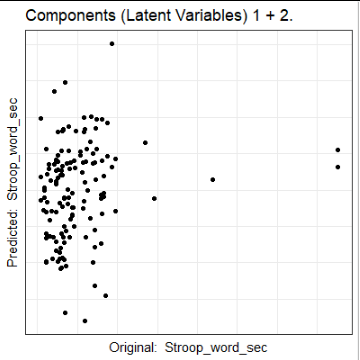 Components (Latent Variables) 1 + 2.
Predicted: Stroop_word_sec
Original: Stroop_word_sec